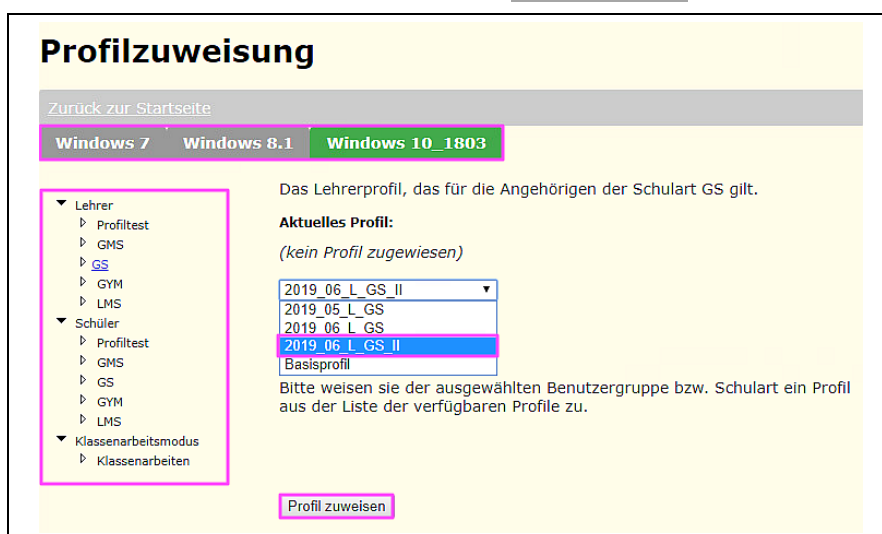 Profilzuweisung
Zurück zur Startseite
Windows 7 Windows 8.1 Windows 10_1803
Lehrer
Profiltest
GMS
GS
GYM
LMS
Schüler
Profiltest
GMS
GS
GYM
LMS
Klassenarbeitsmodus
Klassenarbeiten
Das Lehrerprofil, das für die Angehörigen der Schulart GS gilt.
Aktuelles Profil:
(kein Profil zugewiesen)
2019_06_L_GS_II
2019_05_L_GS
2019_06_L_GS
2019_06_L_GS_II
Basisprofil
Bitte weisen sie der ausgewählten Benutzergruppe bzw. Schulart ein Profil
aus der Liste der verfügbaren Profile zu.
Profil zuweisen